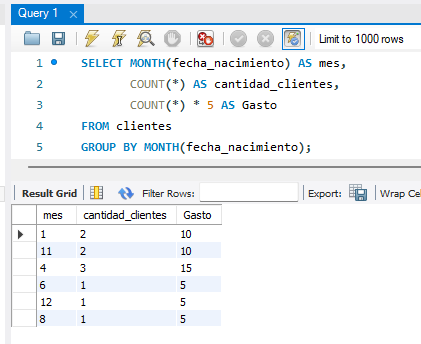 Query 1
Limit to 1000 rows
1 SELECT MONTH(fecha_nacimiento) AS mes,
2 COUNT(*) AS cantidad_clientes,
3 COUNT(*) * 5 AS Gasto
4 FROM clientes
5 GROUP BY MONTH(fecha_nacimiento);
Result Grid Filter Rows: Export: Wrap Cel
mes cantidad_clientes Gasto
1 2 10
11 2 10
4 3 15
6 1 5
12 1 5
8 1 5